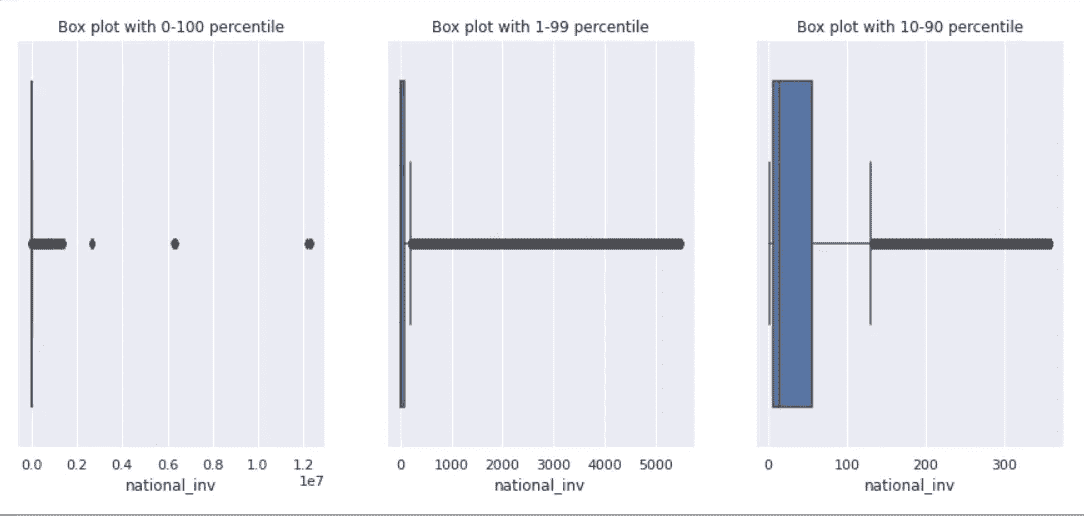 Box plot with 0-100 percentile
0.0 0.2 0.4 0.6 0.8 1.0 1.2
1e7
national_inv
Box plot with 1-99 percentile
0 1000 2000 3000 4000 5000
national_inv
Box plot with 10-90 percentile
0 100 200 300
national_inv